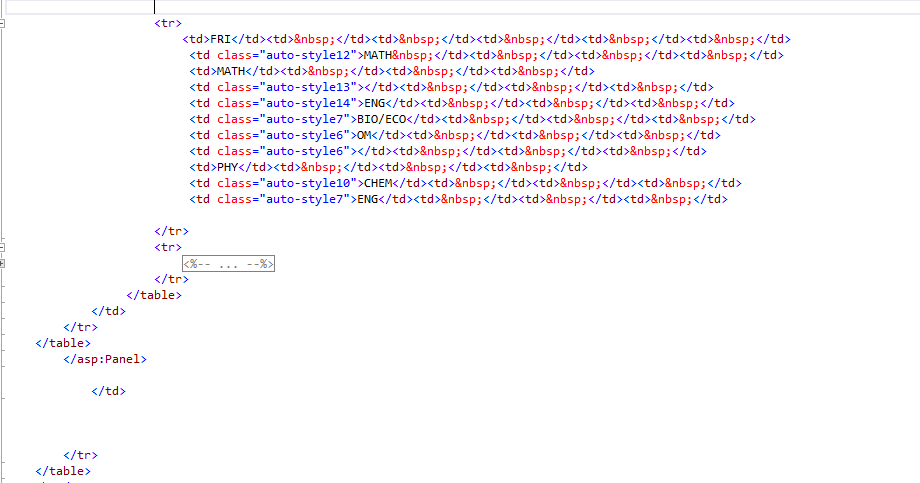 <tr>
<td>FRI</td><td>&nbsp;</td><td>&nbsp;</td><td>&nbsp;</td><td>&nbsp;</td><td>&nbsp;</td>
<td class="auto-style12">MATH&nbsp;</td><td>&nbsp;</td><td>&nbsp;</td><td>&nbsp;</td>
<td>MATH</td><td>&nbsp;</td><td>&nbsp;</td><td>&nbsp;</td>
<td class="auto-style13"></td><td>&nbsp;</td><td>&nbsp;</td><td>&nbsp;</td>
<td class="auto-style14">ENG</td><td>&nbsp;</td><td>&nbsp;</td><td>&nbsp;</td>
<td class="auto-style7">BIO/ECO</td><td>&nbsp;</td><td>&nbsp;</td><td>&nbsp;</td>
<td class="auto-style6">OM</td><td>&nbsp;</td><td>&nbsp;</td><td>&nbsp;</td>
<td class="auto-style6"></td><td>&nbsp;</td><td>&nbsp;</td><td>&nbsp;</td>
<td>PHY</td><td>&nbsp;</td><td>&nbsp;</td><td>&nbsp;</td>
<td class="auto-style10">CHEM</td><td>&nbsp;</td><td>&nbsp;</td><td>&nbsp;</td>
<td class="auto-style7">ENG</td><td>&nbsp;</td><td>&nbsp;</td><td>&nbsp;</td>
</tr>
<tr>
<%-- ... --%>
</tr>
</table>
</td>
</tr>
</table>
</asp:Panel>
</td>
</tr>
</table>